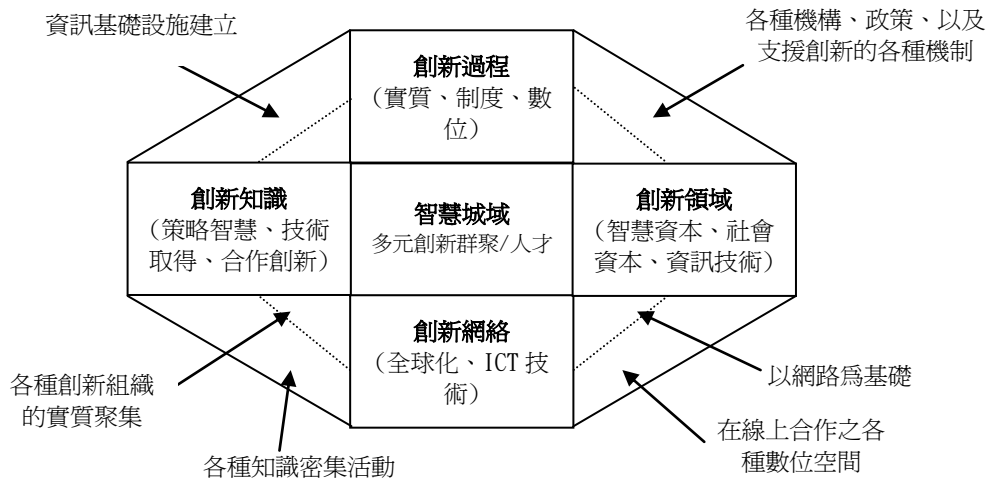 資訊基礎設施建立
各種機構、政策、以及
支援創新的各種機制
創新過程
（實質、制度、數
位）
創新知識
（策略智慧、技術
取得、合作創新）
智慧城域
多元創新群聚/人才
創新領域
（智慧資本、社會
資本、資訊技術）
創新網絡
（全球化、ICT 技
術）
各種創新組織
的實質聚集
以網路爲基礎
各種知識密集活動
在線上合作之各
種數位空間